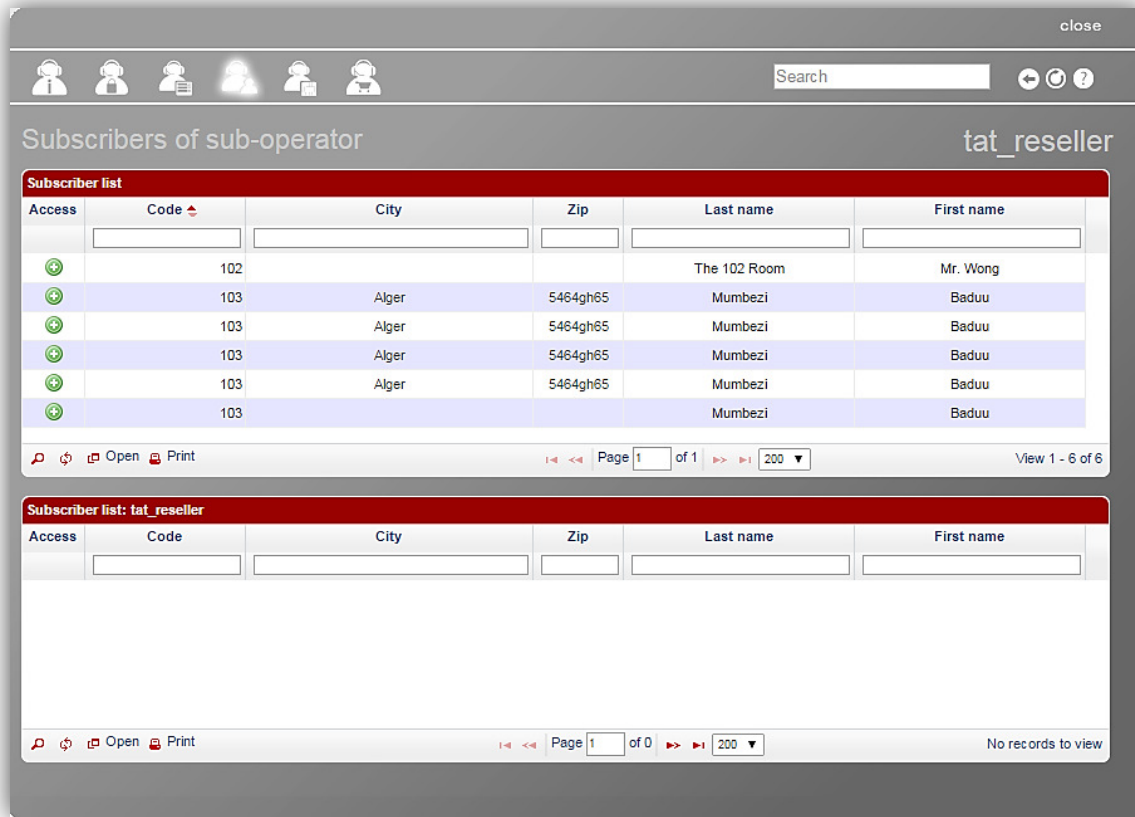 close
Search
Subscribers of sub-operator tat_reseller
Subscriber list
Access Code City Zip Last name First name
102 The 102 Room Mr. Wong
103 Alger 5464gh65 Mumbezi Baduu
103 Alger 5464gh65 Mumbezi Baduu
103 Alger 5464gh65 Mumbezi Baduu
103 Alger 5464gh65 Mumbezi Baduu
103 Mumbezi Baduu
Open Print Page 1 of 1 200 View 1 - 6 of 6
Subscriber list: tat_reseller
Access Code City Zip Last name First name
Open Print Page 1 of 0 200 No records to view